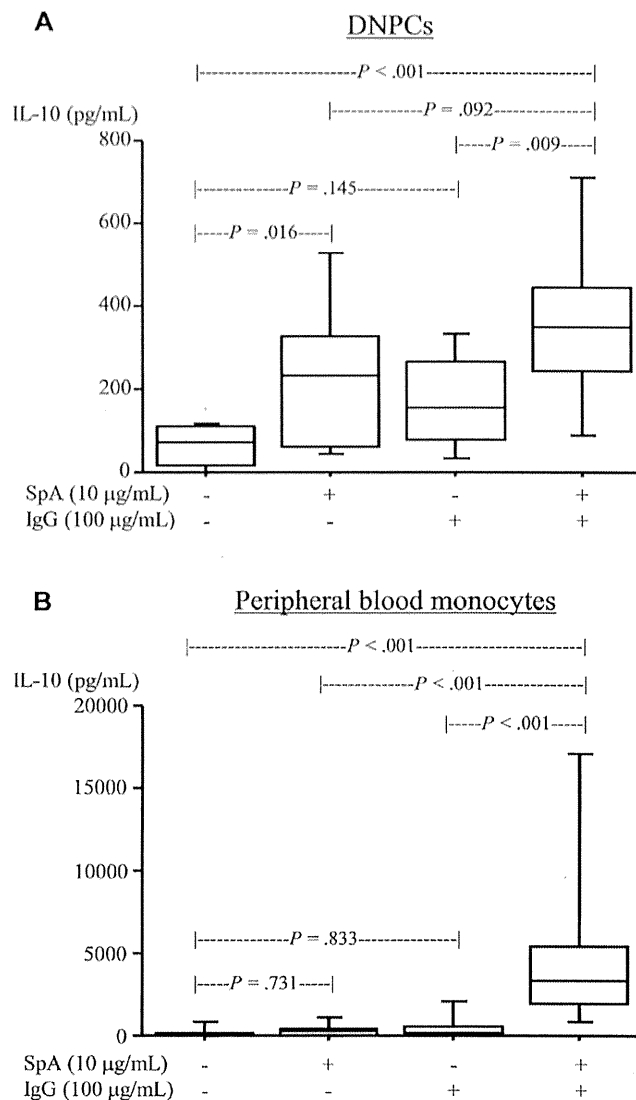 A
DNPCs
|---P < .001---|
IL-10 (pg/mL)
|---P = .092---|
800
|---P = .009---|
|---P = .145---|
600
|---P = .016---|
400
200
0
SpA (10 µg/mL) - + - +
IgG (100 µg/mL) - - + +
B
Peripheral blood monocytes
|---P < .001---|
IL-10 (pg/mL)
|---P < .001---|
20000
|---P < .001---|
15000
10000
5000
|---P = .833---|
|---P = .731---|
0
SpA (10 µg/mL) - + - +
IgG (100 µg/mL) - - + +